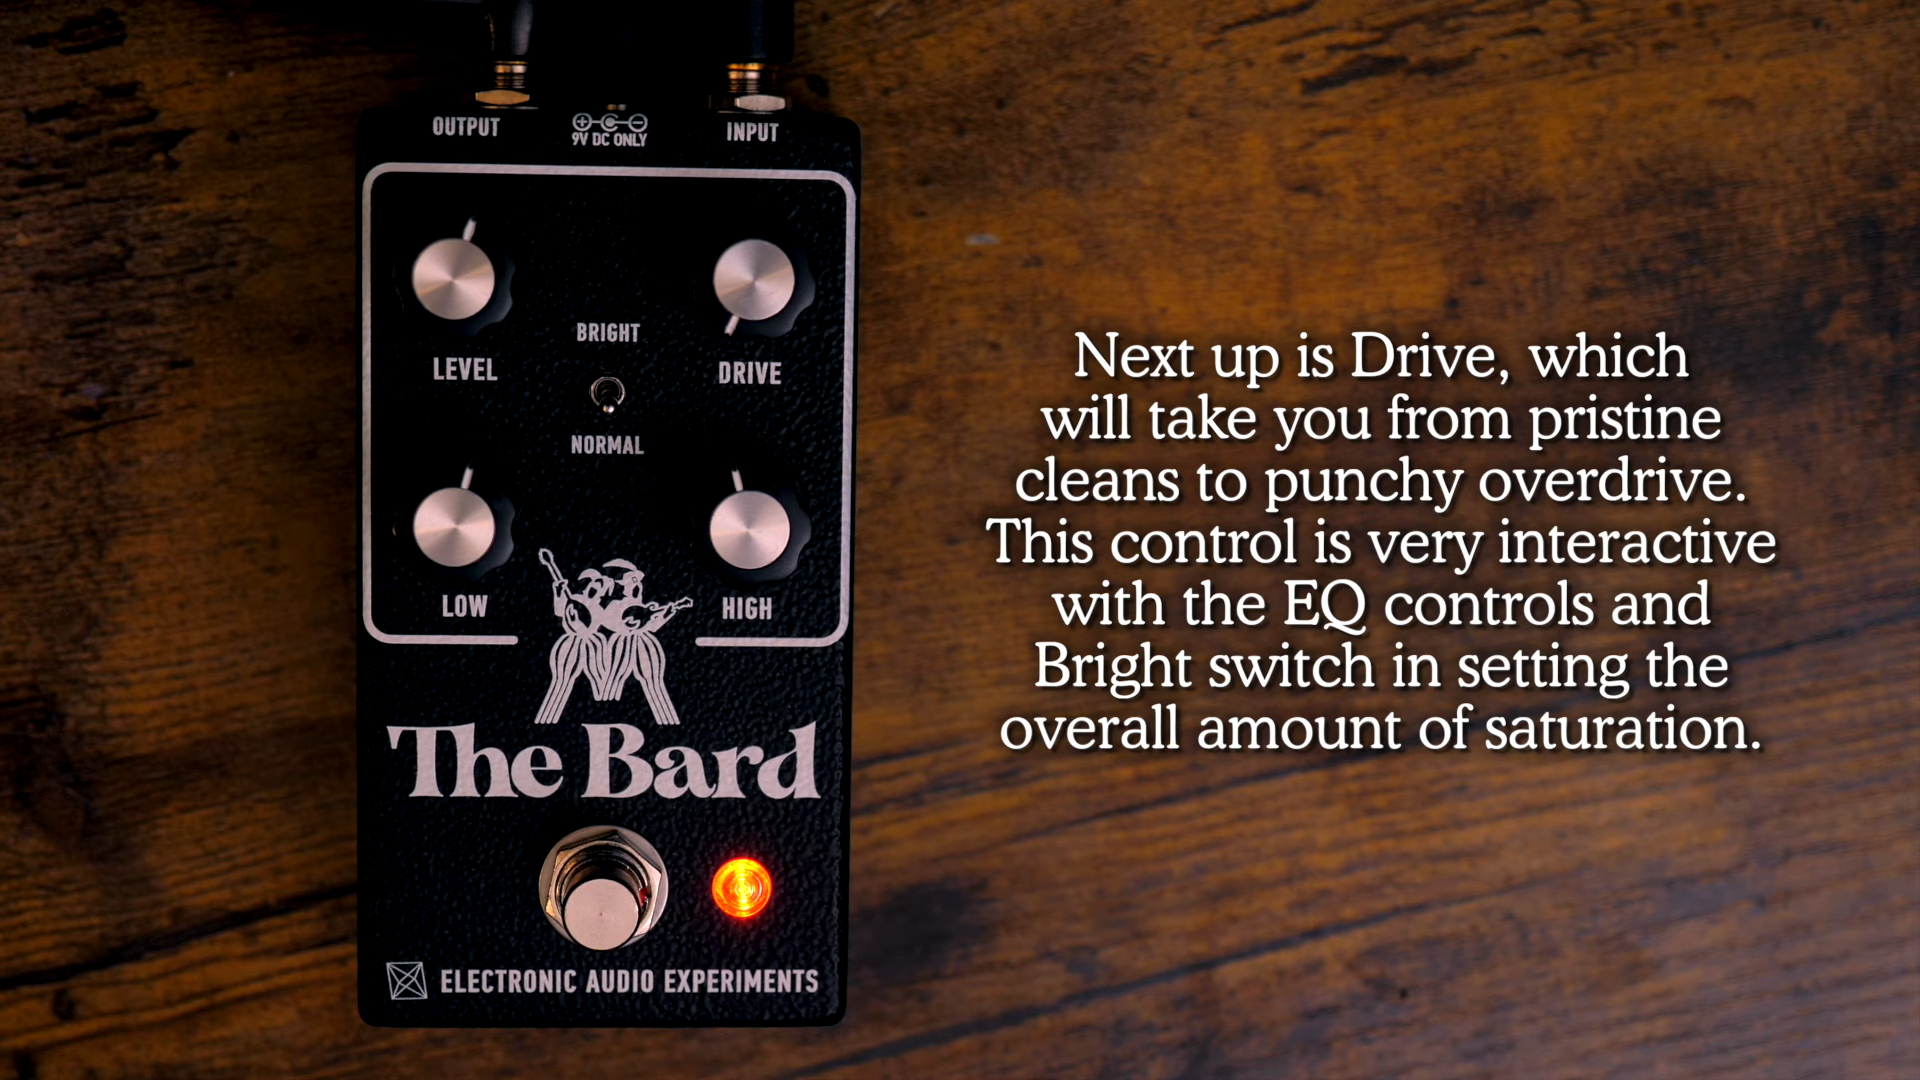 OUTPUT
9V DC ONLY
INPUT
LEVEL
BRIGHT
DRIVE
NORMAL
LOW
HIGH
The Bard
ELECTRONIC AUDIO EXPERIMENTS
Next up is Drive, which
will take you from pristine
cleans to punchy overdrive.
This control is very interactive
with the EQ controls and
Bright switch in setting the
overall amount of saturation.